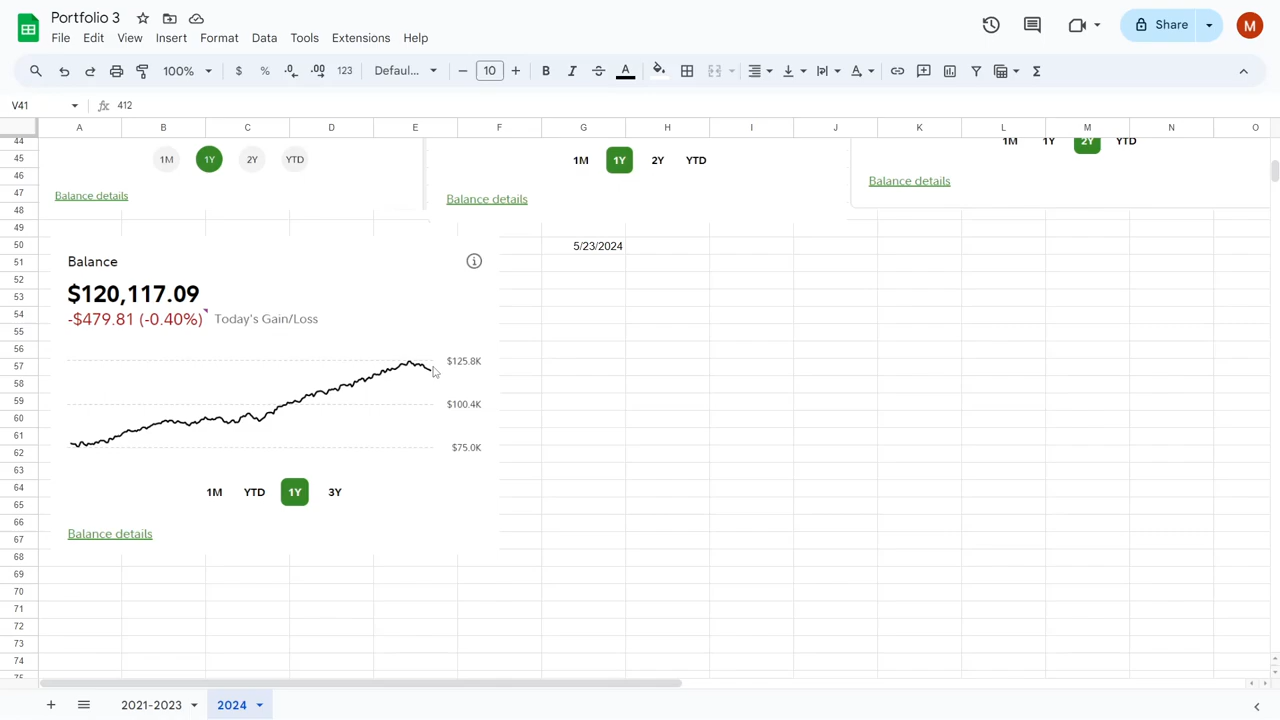 Portfolio 3
File Edit View Insert Format Data Tools Extensions Help
Share
M
100% $ % .0 .00 123 Defaul... 10 B I S A
V41 fx 412
A B C D E F G H I J K L M N O
44
45
46
47
48
49
50
51
52
53
54
55
56
57
58
59
60
61
62
63
64
65
66
67
68
69
70
71
72
73
74
75
1M 1Y 2Y YTD
Balance details
1M 1Y 2Y YTD
Balance details
1M 1Y 2Y YTD
Balance details
5/23/2024
Balance
$120,117.09
-$479.81 (-0.40%) Today's Gain/Loss
$125.8K
$100.4K
$75.0K
1M YTD 1Y 3Y
Balance details
2021-2023 2024